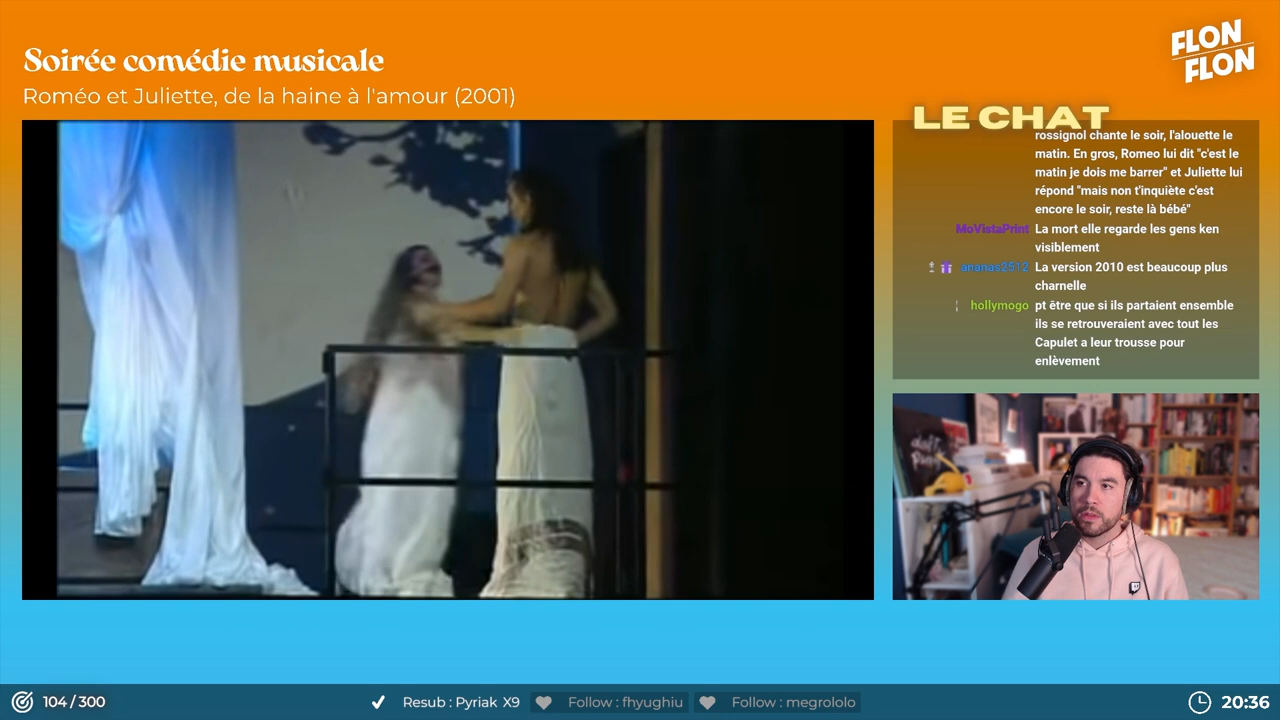 Soirée comédie musicale
Roméo et Juliette, de la haine à l'amour (2001)
FLON
FLON
LE CHAT
rossignol chante le soir, l'alouette le
matin. En gros, Romeo lui dit "c'est le
matin je dois me barrer" et Juliette lui
répond "mais non t'inquiète c'est
encore le soir, reste là bébé"
MoVistaPrint La mort elle regarde les gens ken
visiblement
ananas2512 La version 2010 est beaucoup plus
charnelle
hollymogo pt être que si ils partaient ensemble
ils se retrouveraient avec tout les
Capulet a leur trousse pour
enlèvement
104 / 300
Resub : Pyriak X9
Follow : fhyughiu
Follow : megrololo
20:36